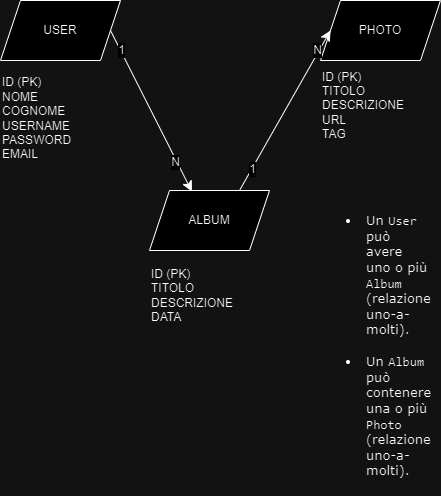 USER
PHOTO
1
N
ID (PK)
NOME
COGNOME
USERNAME
PASSWORD
EMAIL
ID (PK)
TITOLO
DESCRIZIONE
URL
TAG
N
1
ALBUM
ID (PK)
TITOLO
DESCRIZIONE
DATA
• Un User
può
avere
uno o più
Album
(relazione
uno-a-
molti).
• Un Album
può
contenere
una o più
Photo
(relazione
uno-a-
molti).